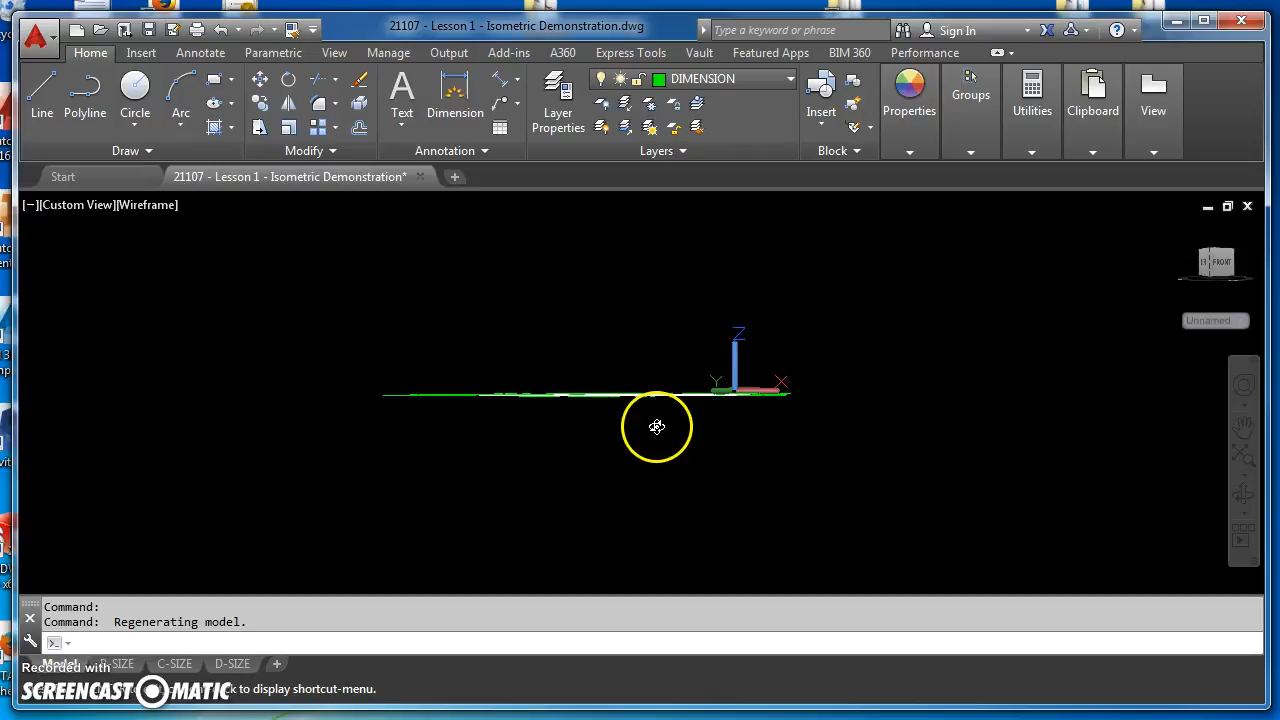 21107 - Lesson 1 - Isometric Demonstration.dwg
Type a keyword or phrase
Sign In
Home Insert Annotate Parametric View Manage Output Add-ins A360 Express Tools Vault Featured Apps BIM 360 Performance
DIMENSION
Line Polyline Circle Arc
Text Dimension
Layer Properties
Insert
Properties Groups Utilities Clipboard View
Draw Modify Annotation Layers Block
Start 21107 - Lesson 1 - Isometric Demonstration*
[−][Custom View][Wireframe]
FRONT
Unnamed
Z
Y X
Command:
Command: Regenerating model.
Model B-SIZE C-SIZE D-SIZE
Recorded with
SCREENCAST MATIC
to display shortcut-menu.